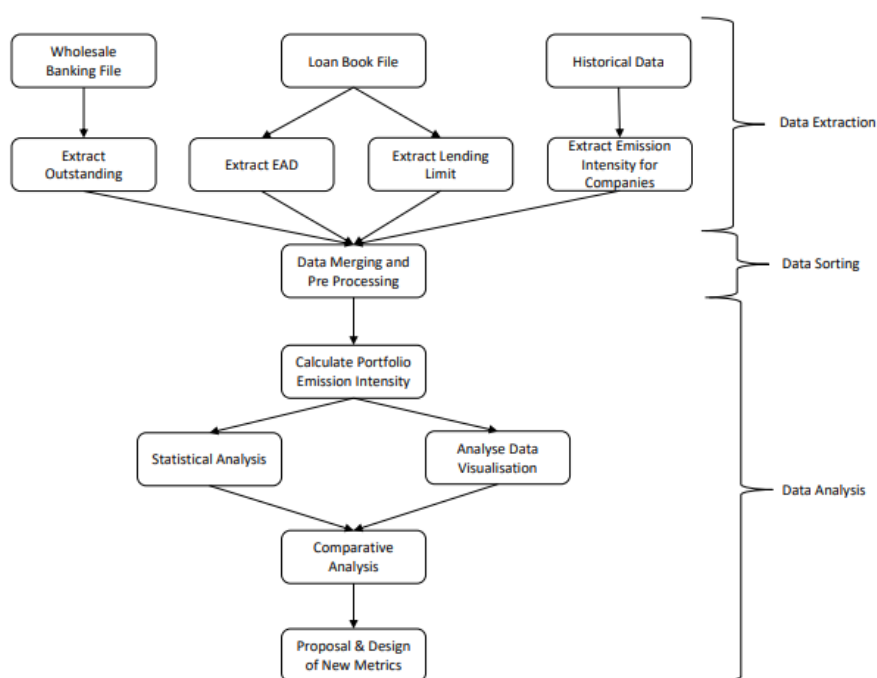 Wholesale
Banking File
Loan Book File
Historical Data
Data Extraction
Extract
Outstanding
Extract EAD
Extract Lending
Limit
Extract Emission
Intensity for
Companies
Data Merging and
Pre Processing
Data Sorting
Calculate Portfolio
Emission Intensity
Statistical Analysis
Analyse Data
Visualisation
Data Analysis
Comparative
Analysis
Proposal & Design
of New Metrics